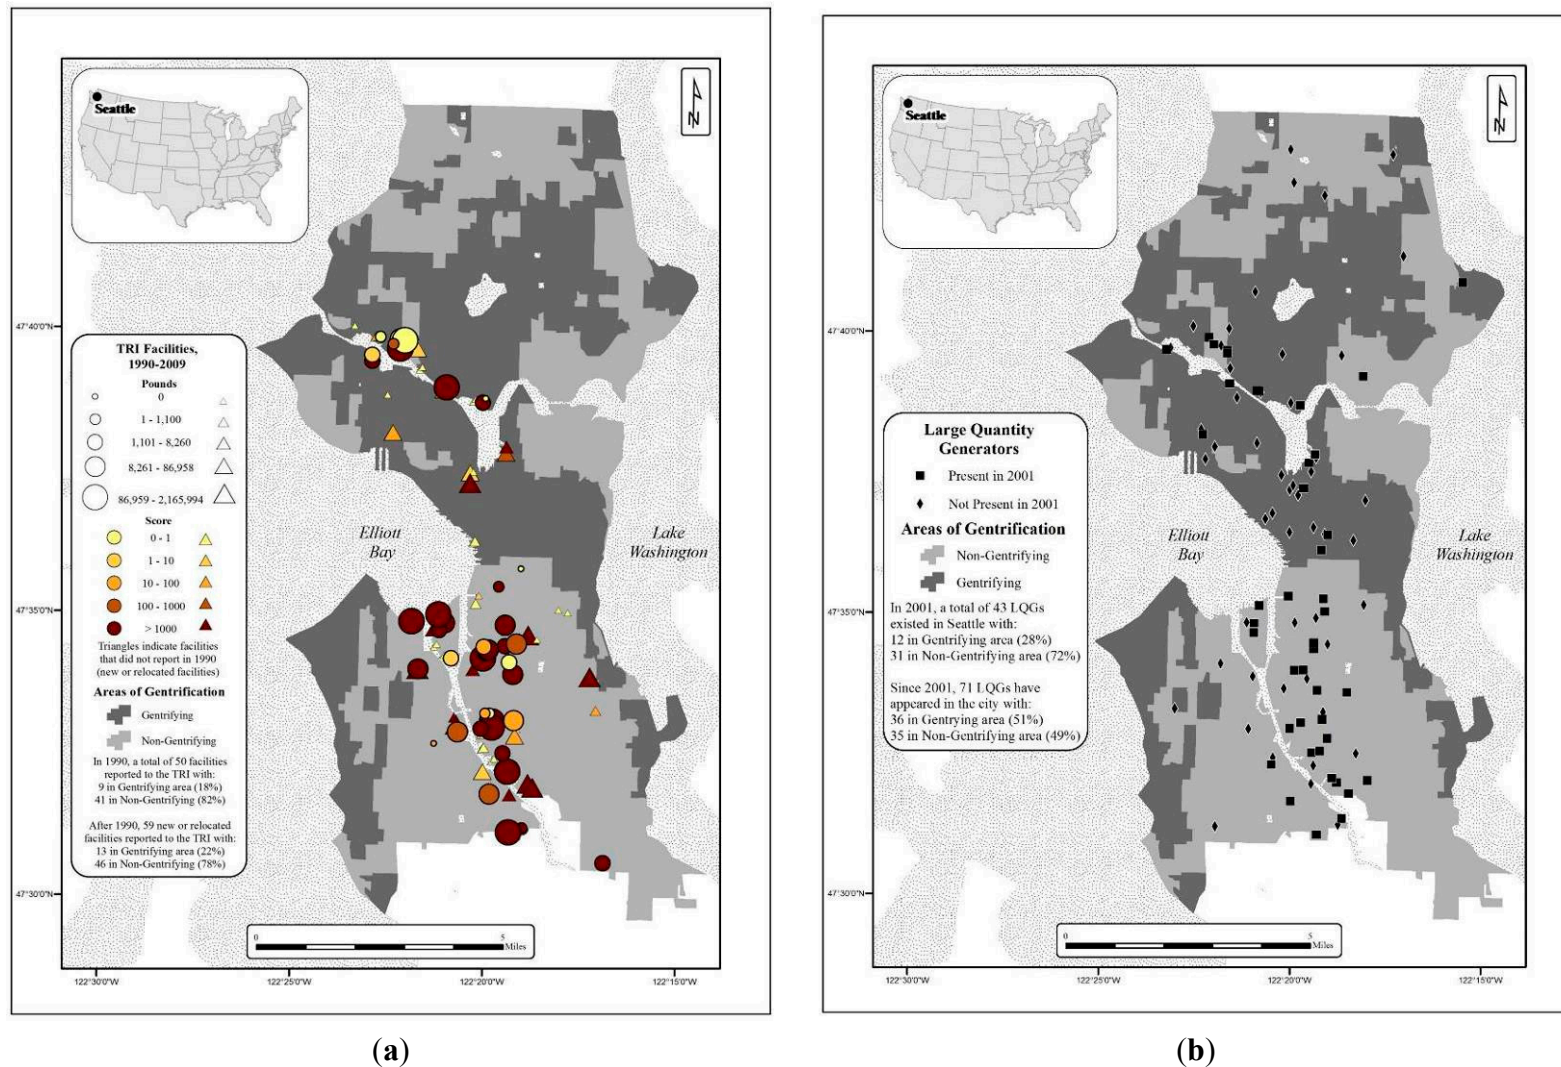 Seattle
N
47°40'0"N
47°35'0"N
47°30'0"N
TRI Facilities,
1990-2009
Pounds
0
1 - 1,100
1,101 - 8,260
8,261 - 86,958
86,959 - 2,165,994
Score
0 - 1
1 - 10
10 - 100
100 - 1000
> 1000
Triangles indicate facilities
that did not report in 1990
(new or relocated facilities)
Areas of Gentrification
Gentrifying
Non-Gentrifying
In 1990, a total of 50 facilities
reported to the TRI with:
9 in Gentrifying area (18%)
41 in Non-Gentrifying (82%)
After 1990, 59 new or relocated
facilities reported to the TRI with:
13 in Gentrifying area (22%)
46 in Non-Gentrifying (78%)
Elliott
Bay
Lake
Washington
0 5
Miles
122°30'0"W 122°25'0"W 122°20'0"W 122°15'0"W
(a)
Seattle
N
47°40'0"N
47°35'0"N
47°30'0"N
Large Quantity
Generators
Present in 2001
Not Present in 2001
Areas of Gentrification
Non-Gentrifying
Gentrifying
In 2001, a total of 43 LQGs
existed in Seattle with:
12 in Gentrifying area (28%)
31 in Non-Gentrifying area (72%)
Since 2001, 71 LQGs have
appeared in the city with:
36 in Gentrying area (51%)
35 in Non-Gentrifying area (49%)
Elliott
Bay
Lake
Washington
0 5
Miles
122°30'0"W 122°25'0"W 122°20'0"W 122°15'0"W
(b)